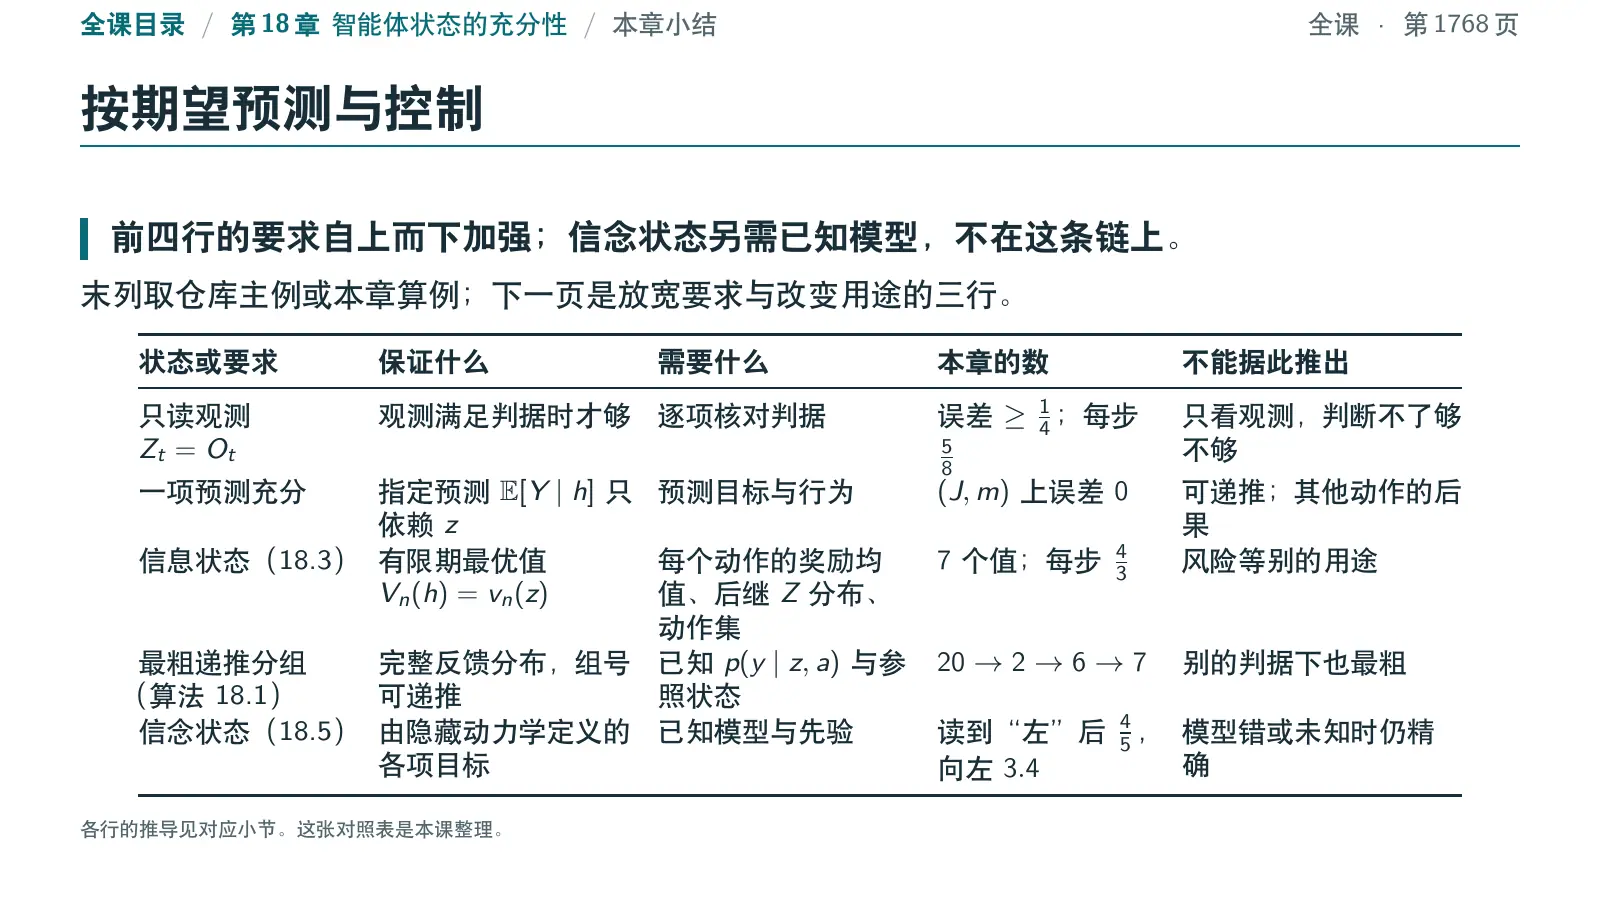 全课目录 / 第 18 章 智能体状态的充分性 / 本章小结
全课 · 第 1768 页
按期望预测与控制
前四行的要求自上而下加强；信念状态另需已知模型，不在这条链上。
末列取仓库主例或本章算例；下一页是放宽要求与改变用途的三行。
状态或要求 保证什么 需要什么 本章的数 不能据此推出
只读观测 观测满足判据时才够 逐项核对判据 误差 ≥ 1/4；每步 只看观测，判断不了够
Z_t = O_t 5/8 不够
一项预测充分 指定预测 𝔼[Y | h] 只 预测目标与行为 (J, m) 上误差 0 可递推；其他动作的后
依赖 z 果
信息状态（18.3） 有限期最优值 每个动作的奖励均 7 个值；每步 4/3 风险等别的用途
V_n(h) = v_n(z) 值、后继 Z 分布、
动作集
最粗递推分组 完整反馈分布，组号 已知 p(y | z, a) 与参 20 → 2 → 6 → 7 别的判据下也最粗
（算法 18.1） 可递推 照状态
信念状态（18.5） 由隐藏动力学定义的 已知模型与先验 读到“左”后 4/5， 模型错或未知时仍精
各项目标 向左 3.4 确
各行的推导见对应小节。这张对照表是本课整理。